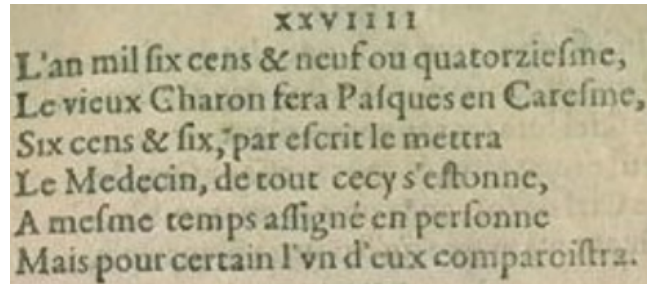 XXVIIII
L'an mil ſix cens & neuf ou quatorzieſme,
Le vieux Charon fera Paſques en Careſme,
Six cens & ſix, par eſcrit le mettra
Le Medecin, de tout cecy s'eſtonne,
A meſme temps aſſigné en perſonne
Mais pour certain l'vn d'eux comparoiſtra.